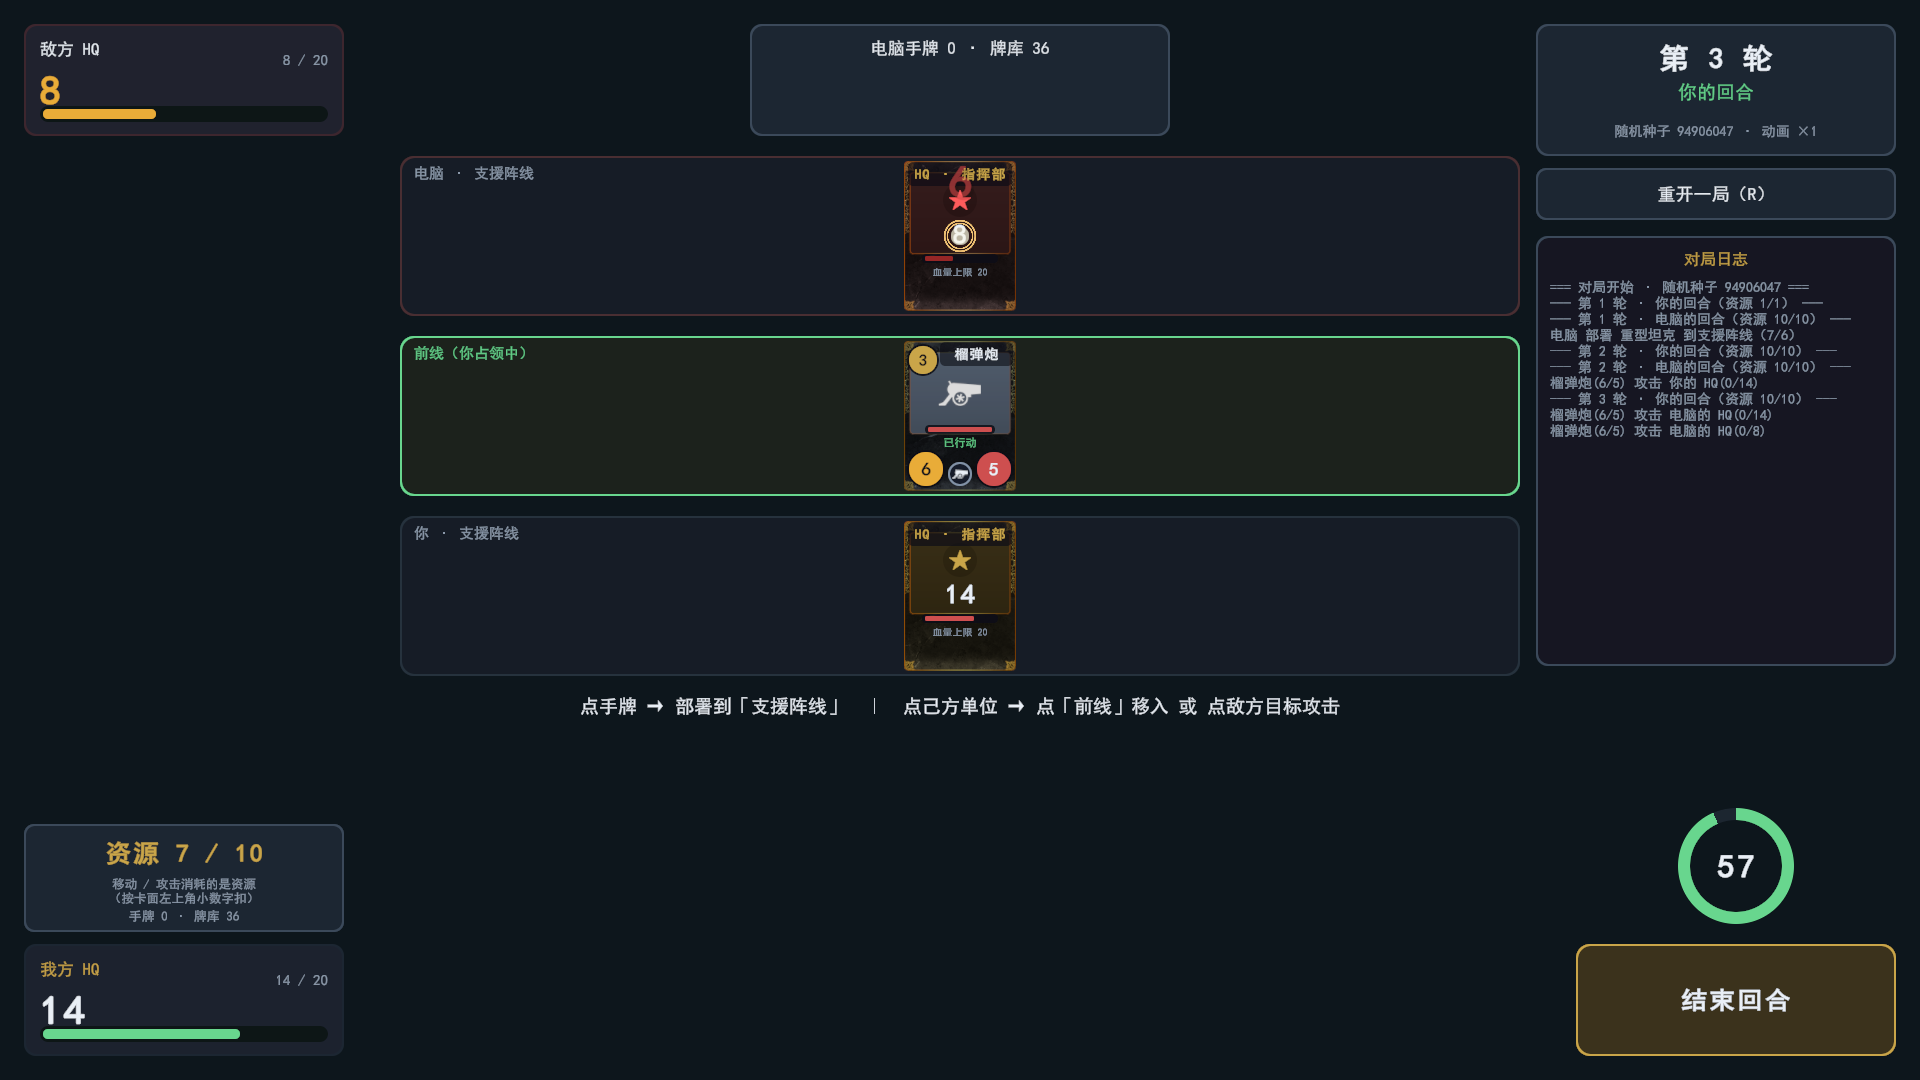 敌方 HQ
8 / 20
8
电脑手牌 0 · 牌库 36
第 3 轮
你的回合
随机种子 94906047 · 动画 ×1
重开一局（R）
电脑 · 支援阵线
HQ · 指挥部
6
8
血量上限 20
前线（你占领中）
3
榴弹炮
已行动
6
5
你 · 支援阵线
HQ · 指挥部
14
血量上限 20
对局日志
═══ 对局开始 · 随机种子 94906047 ═══
── 第 1 轮 · 你的回合（资源 1/1） ──
── 第 1 轮 · 电脑的回合（资源 10/10） ──
电脑 部署 重型坦克 到支援阵线（7/6）
── 第 2 轮 · 你的回合（资源 10/10） ──
── 第 2 轮 · 电脑的回合（资源 10/10） ──
榴弹炮(6/5) 攻击 你的 HQ(0/14)
── 第 3 轮 · 你的回合（资源 10/10） ──
榴弹炮(6/5) 攻击 电脑的 HQ(0/14)
榴弹炮(6/5) 攻击 电脑的 HQ(0/8)
点手牌 → 部署到「支援阵线」 | 点己方单位 → 点「前线」移入 或 点敌方目标攻击
资源 7 / 10
移动 / 攻击消耗的是资源
（按卡面左上角小数字扣）
手牌 0 · 牌库 36
我方 HQ
14 / 20
14
57
结束回合